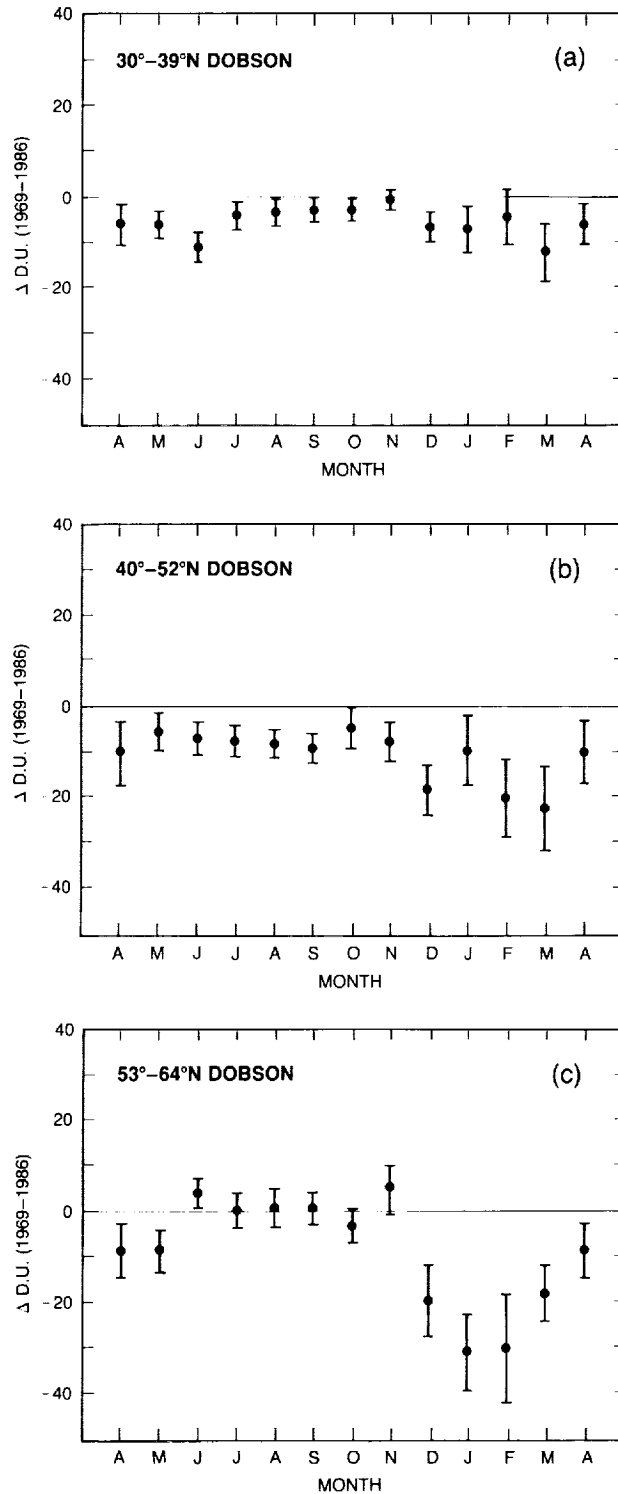 40
30°–39°N DOBSON
(a)
20
0
-20
-40
Δ D.U. (1969–1986)
A M J J A S O N D J F M A
MONTH
40
40°–52°N DOBSON
(b)
20
0
-20
-40
Δ D.U. (1969–1986)
A M J J A S O N D J F M A
MONTH
40
53°–64°N DOBSON
(c)
20
0
-20
-40
Δ D.U. (1969–1986)
A M J J A S O N D J F M A
MONTH